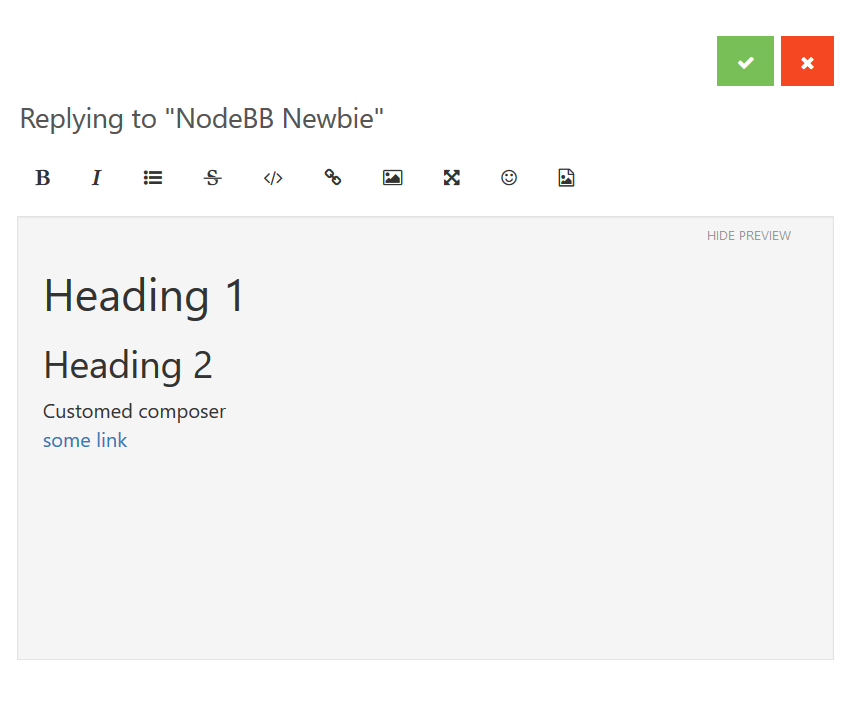 Replying to "NodeBB Newbie"
B I S
HIDE PREVIEW
Heading 1
Heading 2
Customed composer
some link